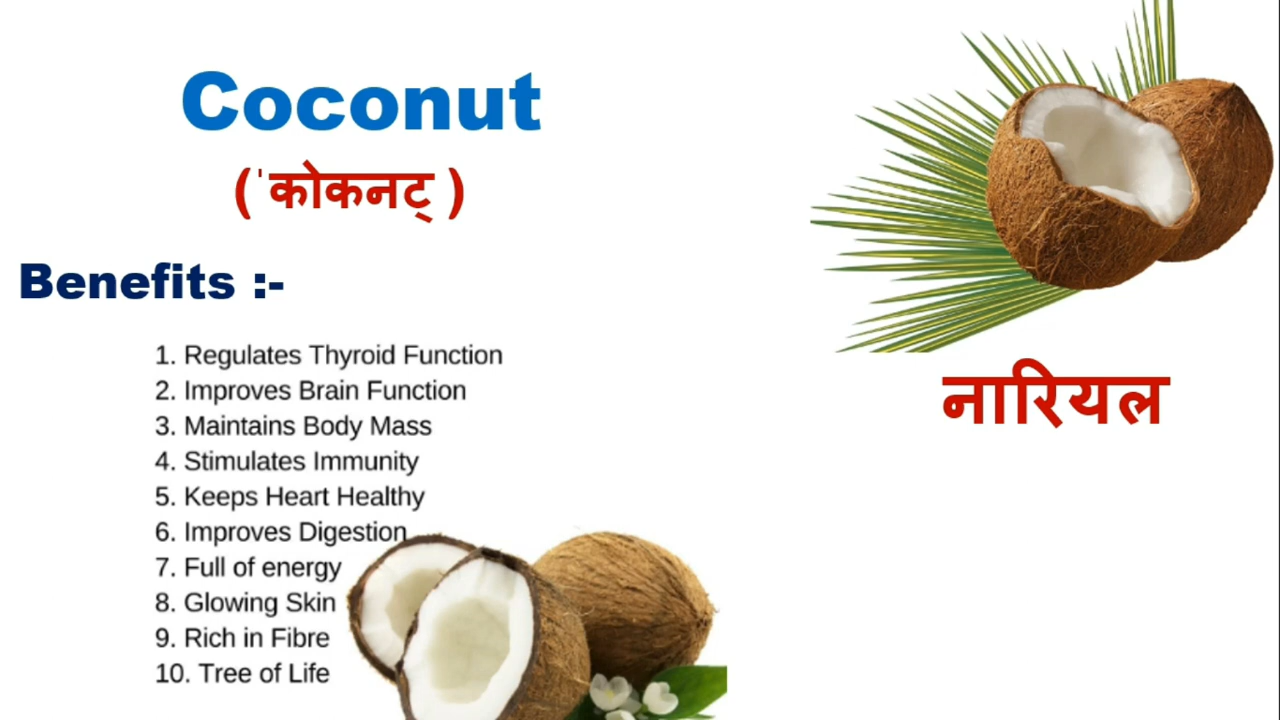 Coconut
(ˈकोकनट् )
Benefits :-
1. Regulates Thyroid Function
2. Improves Brain Function
3. Maintains Body Mass
4. Stimulates Immunity
5. Keeps Heart Healthy
6. Improves Digestion
7. Full of energy
8. Glowing Skin
9. Rich in Fibre
10. Tree of Life
नारियल